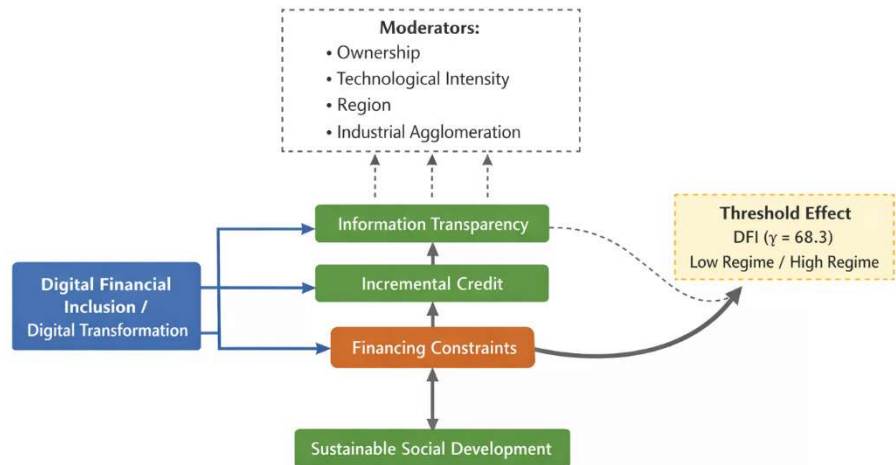 Moderators:
• Ownership
• Technological Intensity
• Region
• Industrial Agglomeration
Information Transparency
Threshold Effect
DFI (γ = 68.3)
Low Regime / High Regime
Digital Financial
Inclusion /
Digital Transformation
Incremental Credit
Financing Constraints
Sustainable Social Development